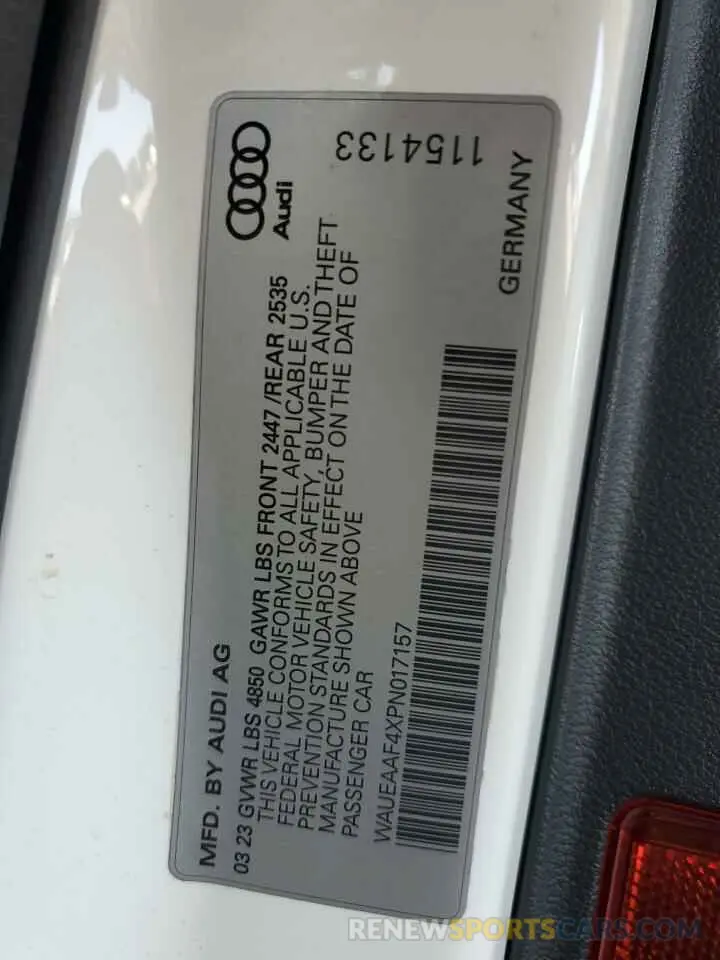 MFD. BY AUDI AG
Audi
1154133
03 23 GVWR LBS 4850 GAWR LBS FRONT 2447 /REAR 2535
THIS VEHICLE CONFORMS TO ALL APPLICABLE U.S.
FEDERAL MOTOR VEHICLE SAFETY, BUMPER AND THEFT
PREVENTION STANDARDS IN EFFECT ON THE DATE OF
MANUFACTURE SHOWN ABOVE
PASSENGER CAR
WAUEAAF4XPN017157
GERMANY
RENEWSPORTSCARS.COM